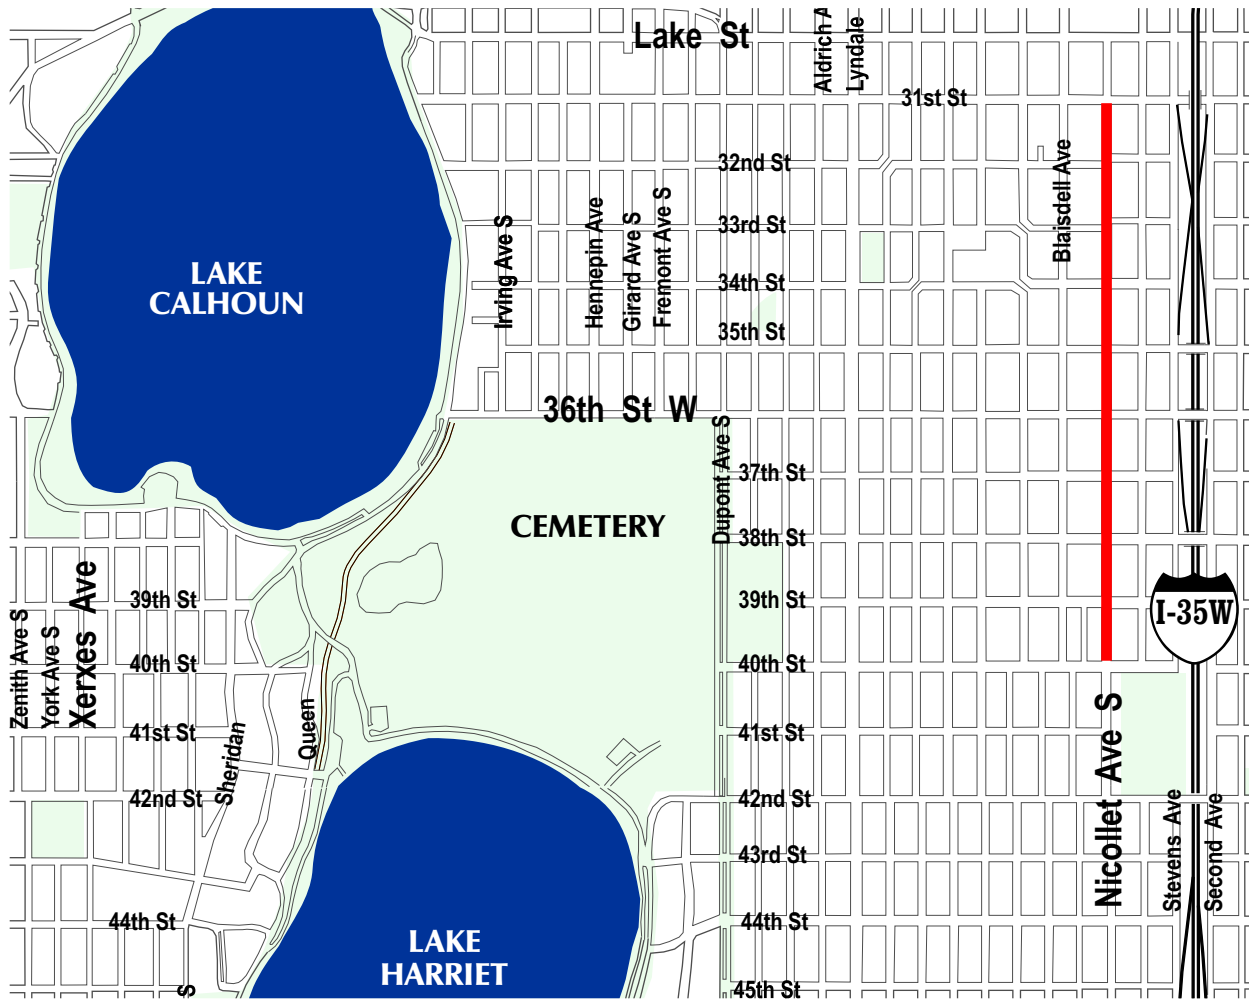 Lake St
Aldrich A
Lyndale
31st St
32nd St
Blaisdell Ave
33rd St
Irving Ave S
Hennepin Ave
Girard Ave S
Fremont Ave S
LAKE
CALHOUN
34th St
35th St
36th St W
Dupont Ave S
37th St
CEMETERY
38th St
39th St
39th St
I-35W
Zenith Ave S
York Ave S
Xerxes Ave
40th St
40th St
Sheridan
Queen
41st St
41st St
Nicollet Ave S
42nd St
42nd St
Stevens Ave
Second Ave
43rd St
44th St
44th St
LAKE
HARRIET
S
45th St